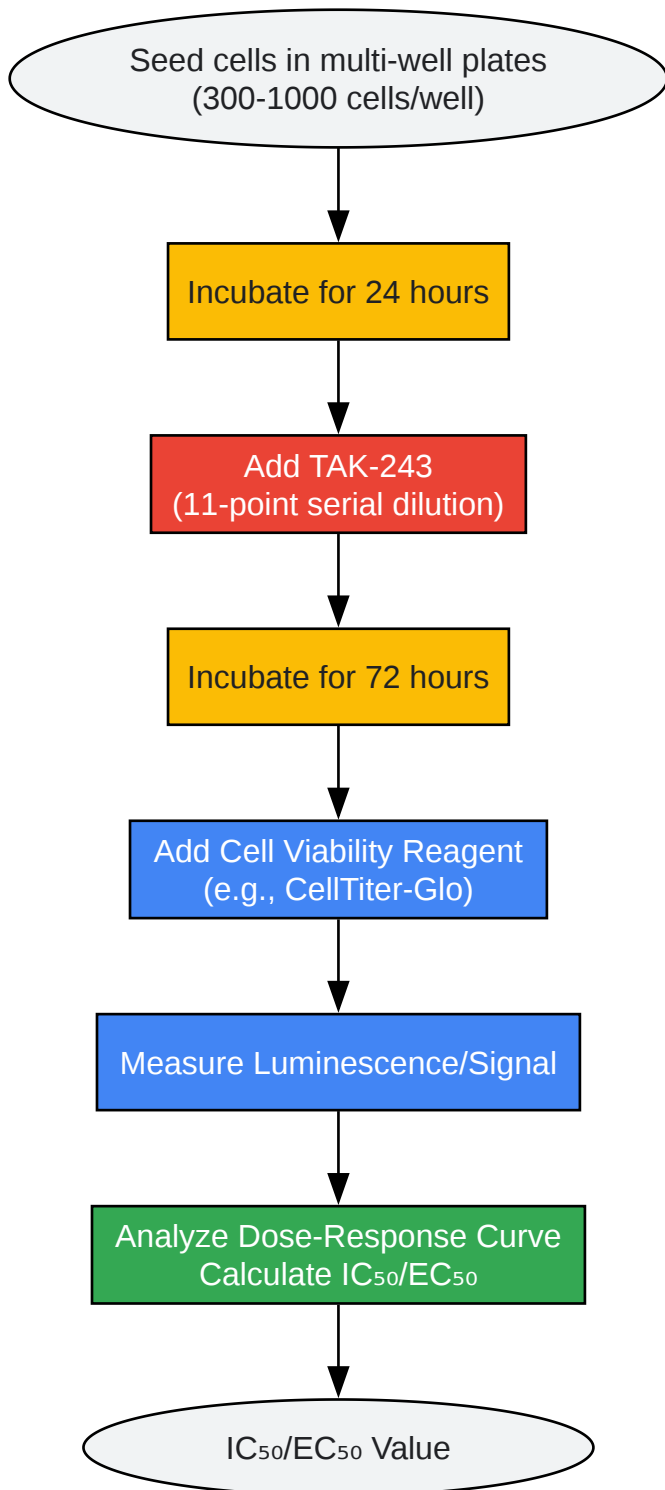 Seed cells in multi-well plates
(300-1000 cells/well)
Incubate for 24 hours
Add TAK-243
(11-point serial dilution)
Incubate for 72 hours
Add Cell Viability Reagent
(e.g., CellTiter-Glo)
Measure Luminescence/Signal
Analyze Dose-Response Curve
Calculate IC₅₀/EC₅₀
IC₅₀/EC₅₀ Value